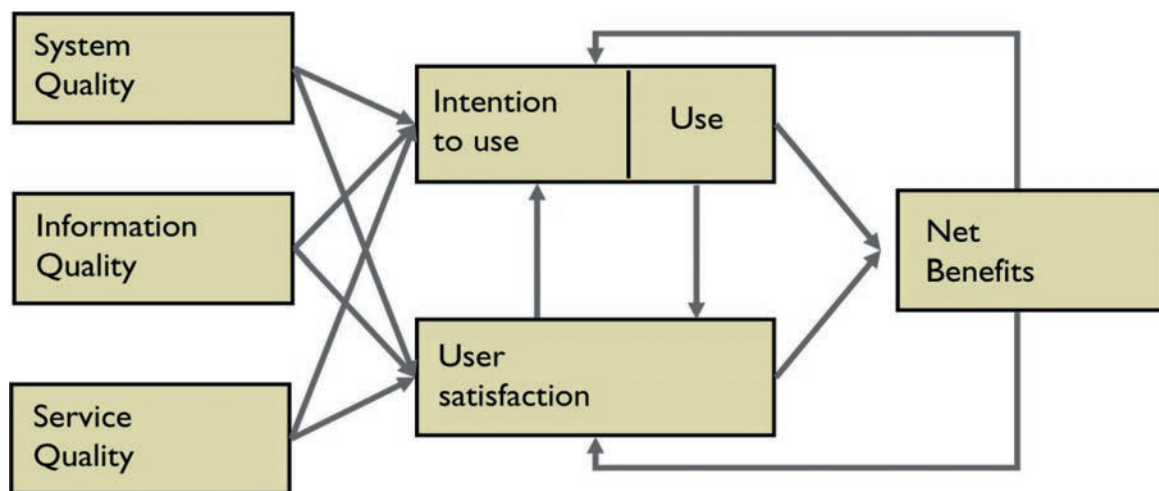 System
Quality
Information
Quality
Service
Quality
Intention
to use
Use
User
satisfaction
Net
Benefits